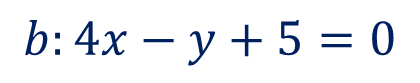 b: 4x − y + 5 = 0